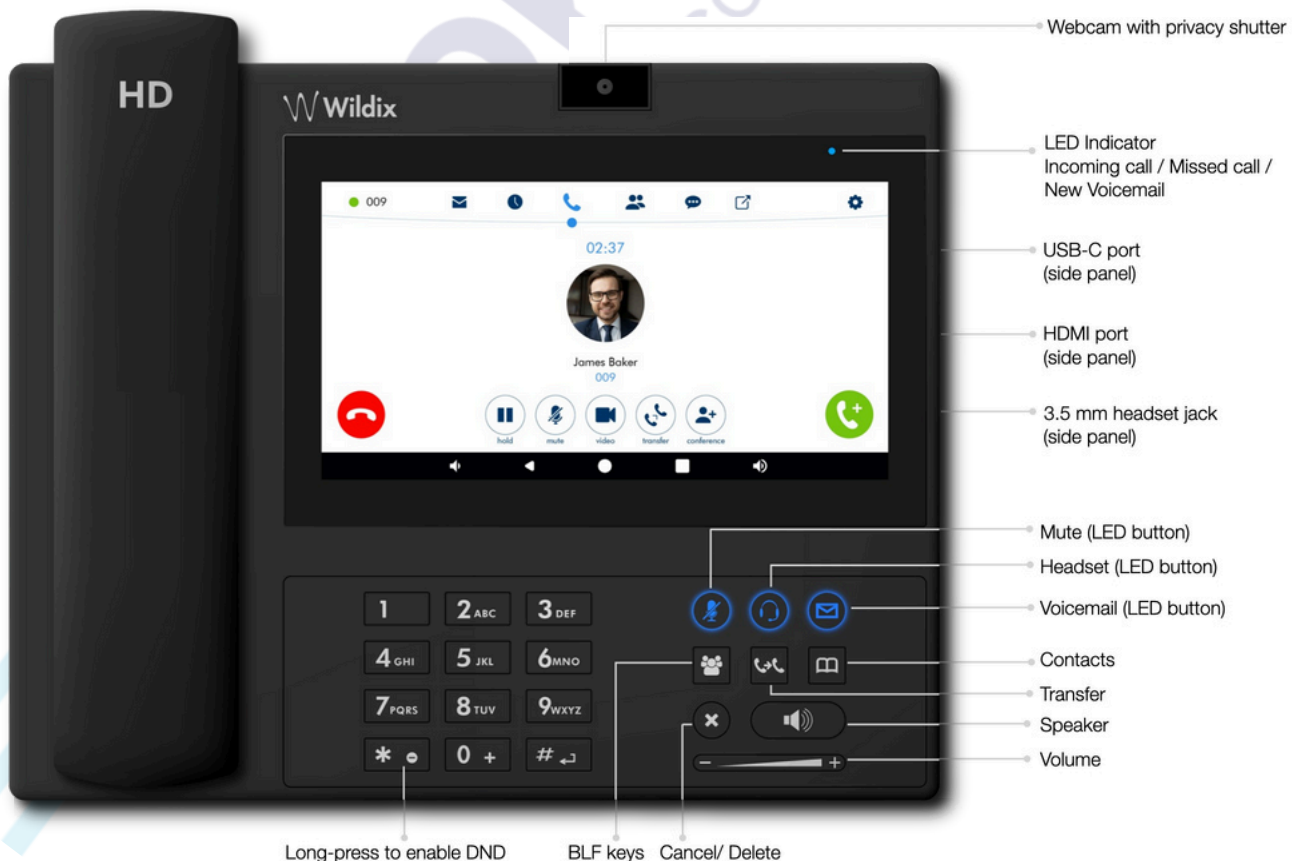 Webcam with privacy shutter
HD
Wildix
LED Indicator
Incoming call / Missed call /
New Voicemail
009
02:37
James Baker
009
hold
mute
video
transfer
conference
USB-C port
(side panel)
HDMI port
(side panel)
3.5 mm headset jack
(side panel)
Mute (LED button)
Headset (LED button)
Voicemail (LED button)
Contacts
Transfer
Speaker
Volume
1 2 ABC 3 DEF
4 GHI 5 JKL 6 MNO
7 PQRS 8 TUV 9 WXYZ
* 0 + #
- +
Long-press to enable DND
BLF keys
Cancel/ Delete